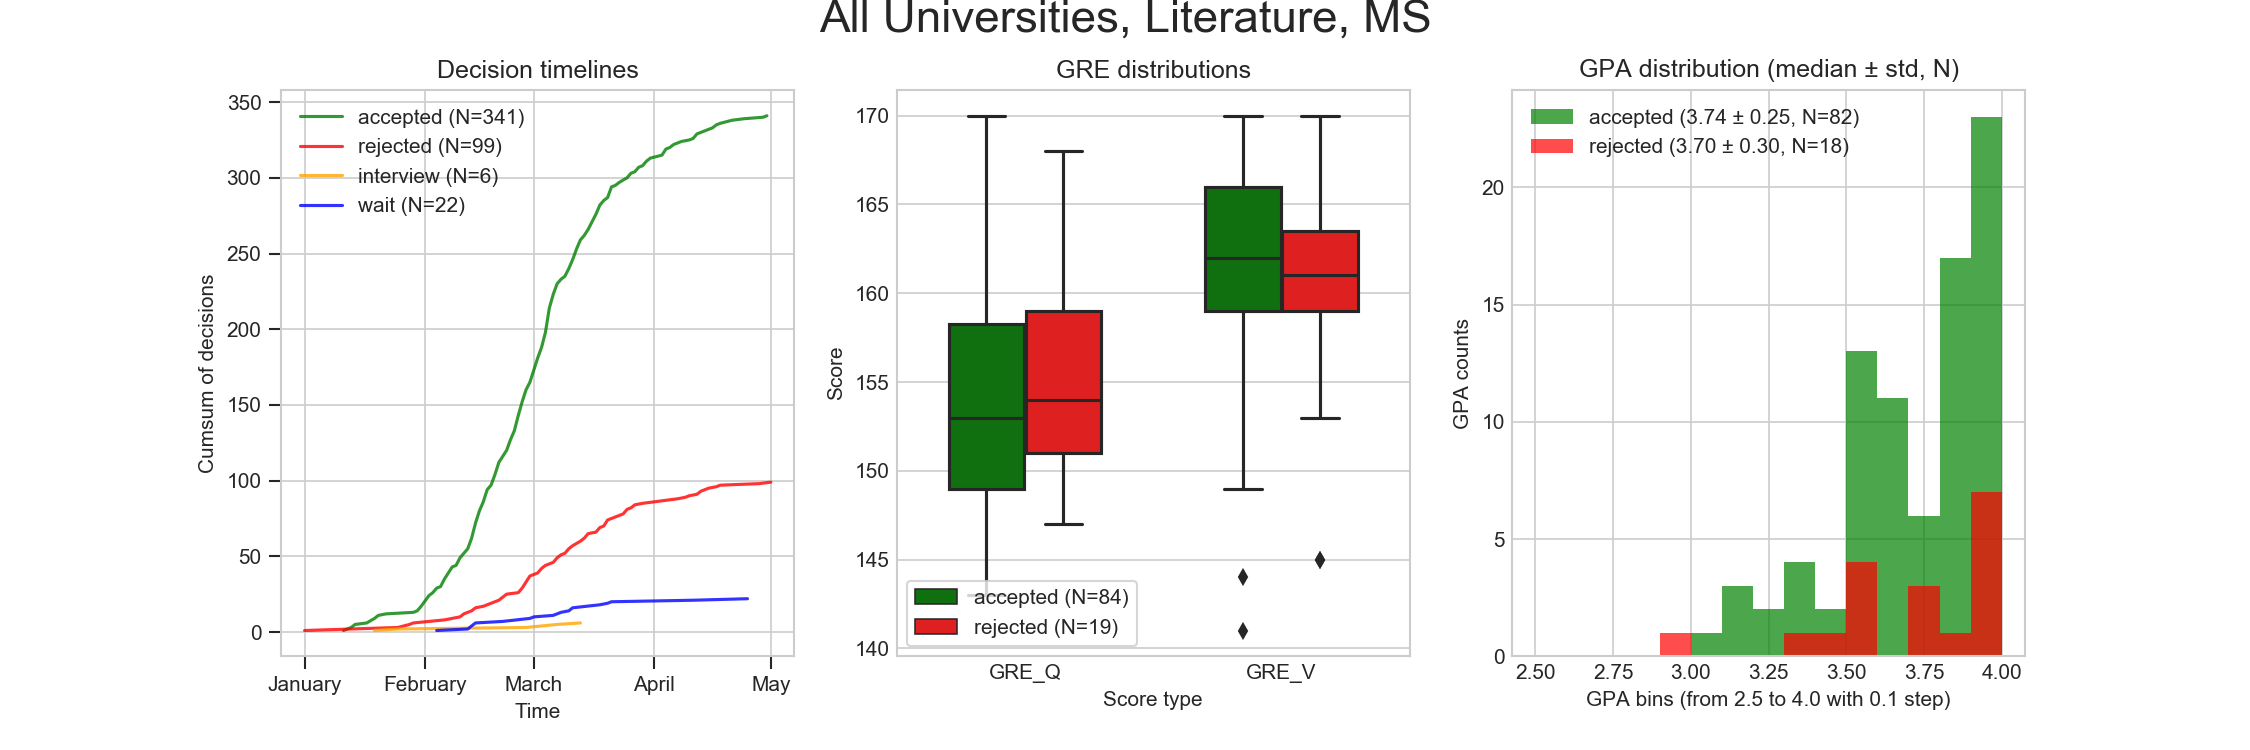 All Universities, Literature, MS
Decision timelines
350
300
250
200
150
100
50
0
Cumsum of decisions
accepted (N=341)
rejected (N=99)
interview (N=6)
wait (N=22)
January February March April May
Time
GRE distributions
170
165
160
155
150
145
140
Score
accepted (N=84)
rejected (N=19)
GRE_Q GRE_V
Score type
GPA distribution (median ± std, N)
20
15
10
5
0
GPA counts
accepted (3.74 ± 0.25, N=82)
rejected (3.70 ± 0.30, N=18)
2.50 2.75 3.00 3.25 3.50 3.75 4.00
GPA bins (from 2.5 to 4.0 with 0.1 step)